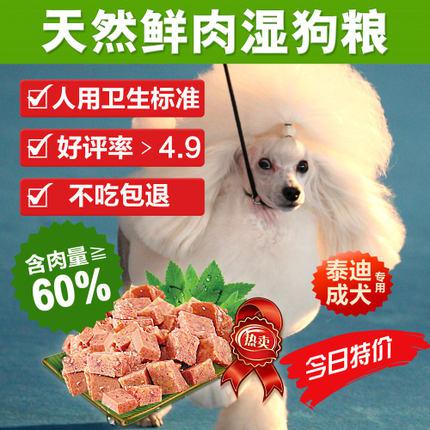 天然鲜肉湿狗粮
人用卫生标准
好评率>4.9
不吃包退
含肉量≧
60%
泰迪
成犬
专用
热卖
今日特价